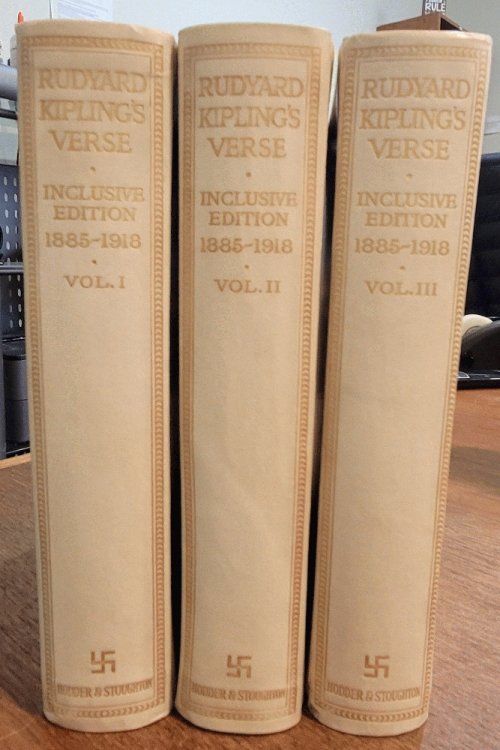 RULE
RUDYARD
KIPLING'S
VERSE
INCLUSIVE
EDITION
1885-1918
VOL. I
HODDER & STOUGHTON
RUDYARD
KIPLING'S
VERSE
INCLUSIVE
EDITION
1885-1918
VOL. II
HODDER & STOUGHTON
RUDYARD
KIPLING'S
VERSE
INCLUSIVE
EDITION
1885-1918
VOL. III
HODDER & STOUGHTON